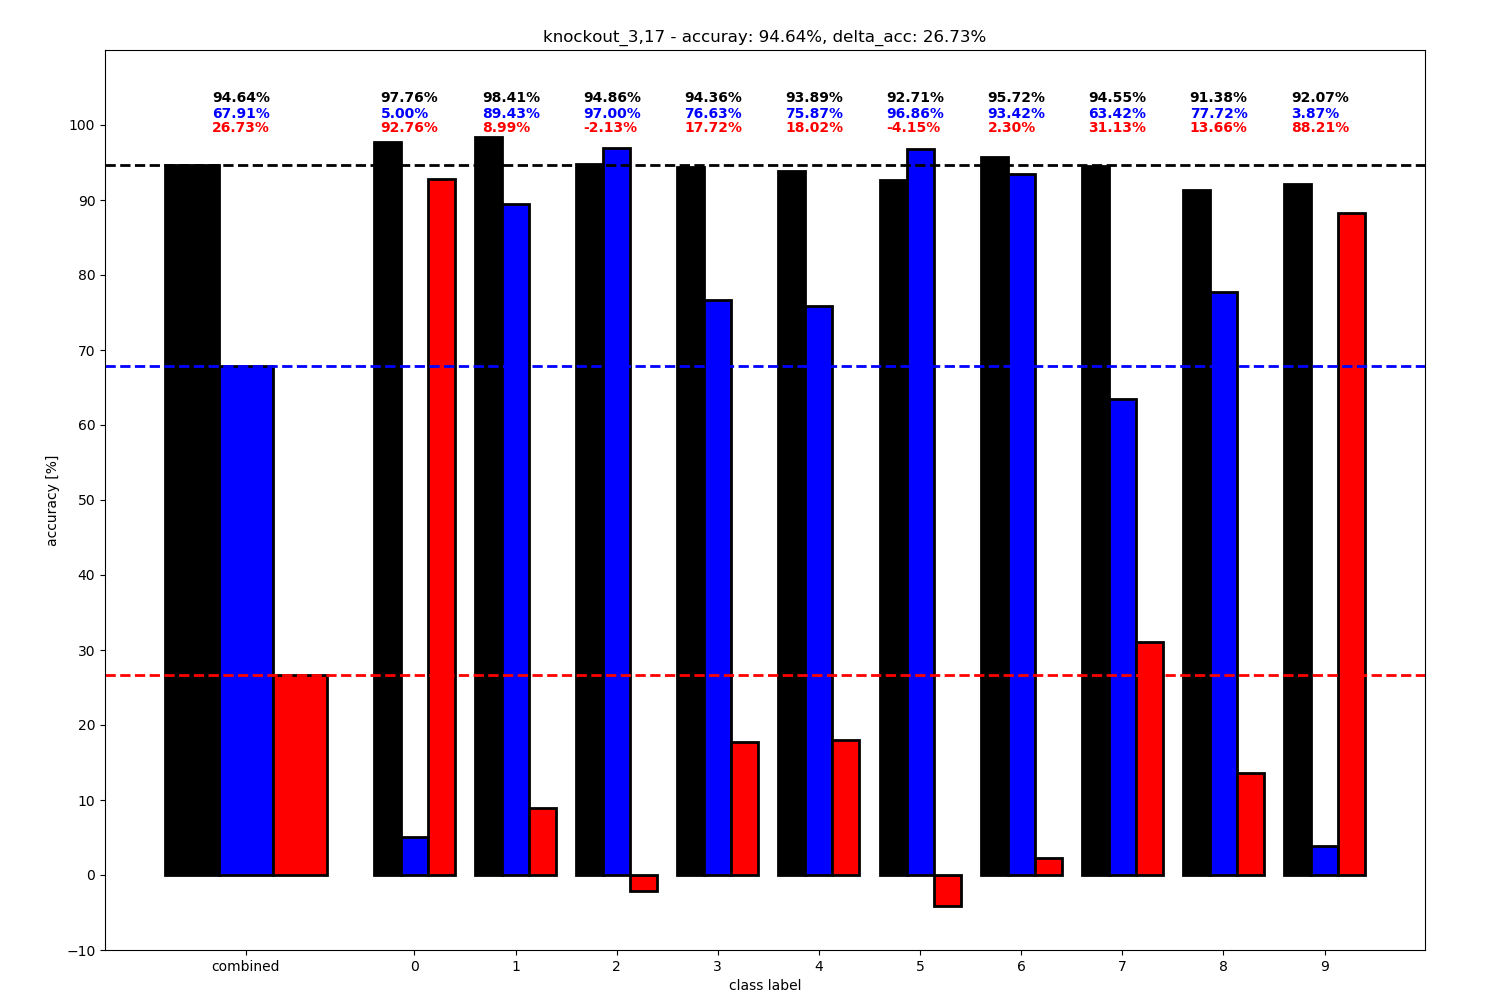 knockout_3,17 - accuray: 94.64%, delta_acc: 26.73%
94.64% 97.76% 98.41% 94.86% 94.36% 93.89% 92.71% 95.72% 94.55% 91.38% 92.07%
67.91% 5.00% 89.43% 97.00% 76.63% 75.87% 96.86% 93.42% 63.42% 77.72% 3.87%
26.73% 92.76% 8.99% -2.13% 17.72% 18.02% -4.15% 2.30% 31.13% 13.66% 88.21%
100
90
80
70
60
50
40
30
20
10
0
−10
accuracy [%]
combined 0 1 2 3 4 5 6 7 8 9
class label